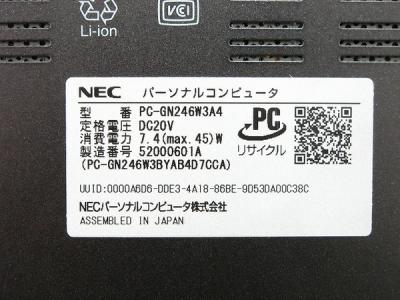 Li-ion
VCCI
NEC パーソナルコンピュータ
型 番 PC-GN246W3A4
定格電圧 DC20V
消費電力 7.4(max.45)W
製造番号 52000601A
(PC-GN246W3BYAB4D7CCA)
PC
リサイクル
UUID:0000A6D6-DDE3-4A18-86BE-9D53DA00C38C
NECパーソナルコンピュータ株式会社
ASSEMBLED IN JAPAN